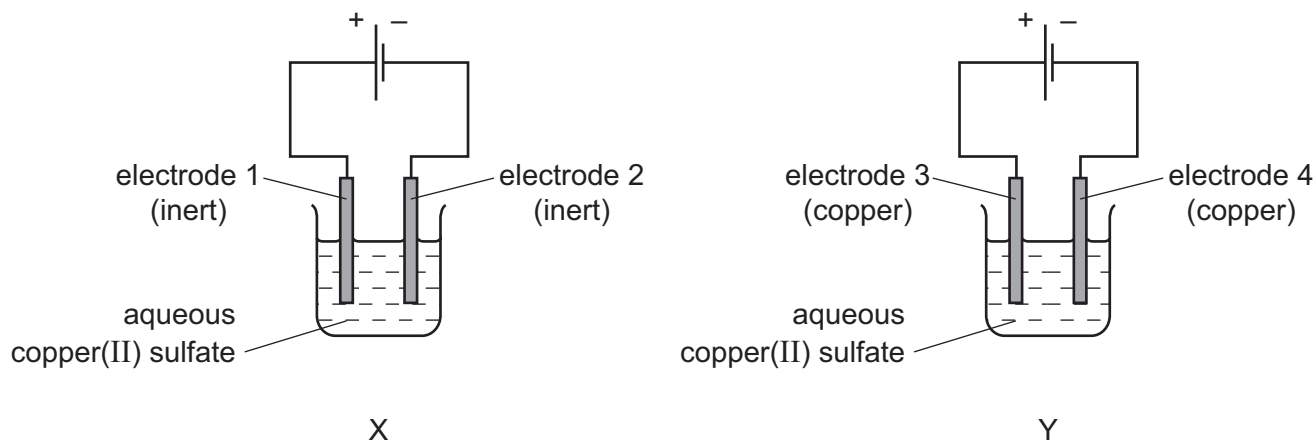 + –
electrode 1
(inert)
electrode 2
(inert)
aqueous
copper(II) sulfate
X
+ –
electrode 3
(copper)
electrode 4
(copper)
aqueous
copper(II) sulfate
Y